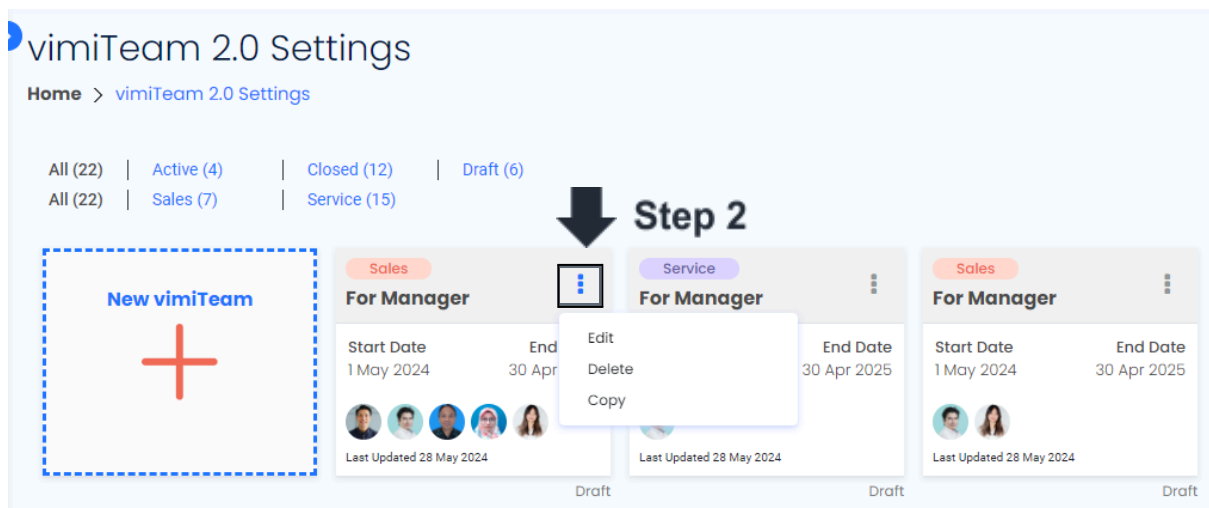 vimiTeam 2.0 Settings
Home > vimiTeam 2.0 Settings
All (22) | Active (4) | Closed (12) | Draft (6)
All (22) | Sales (7) | Service (15)
Step 2
New vimiTeam
Sales
For Manager
Start Date End
1 May 2024 30 Apr
Last Updated 28 May 2024
Draft
Edit
Delete
Copy
Service
For Manager
End Date
30 Apr 2025
Last Updated 28 May 2024
Draft
Sales
For Manager
Start Date End Date
1 May 2024 30 Apr 2025
Last Updated 28 May 2024
Draft